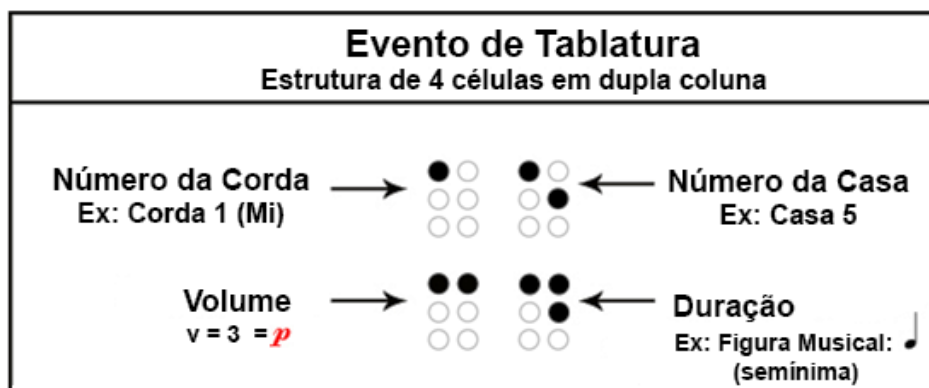 Evento de Tablatura
Estrutura de 4 células em dupla coluna
Número da Corda
Ex: Corda 1 (Mi)
Número da Casa
Ex: Casa 5
Volume
v = 3 = p
Duração
Ex: Figura Musical: ♩
(semínima)